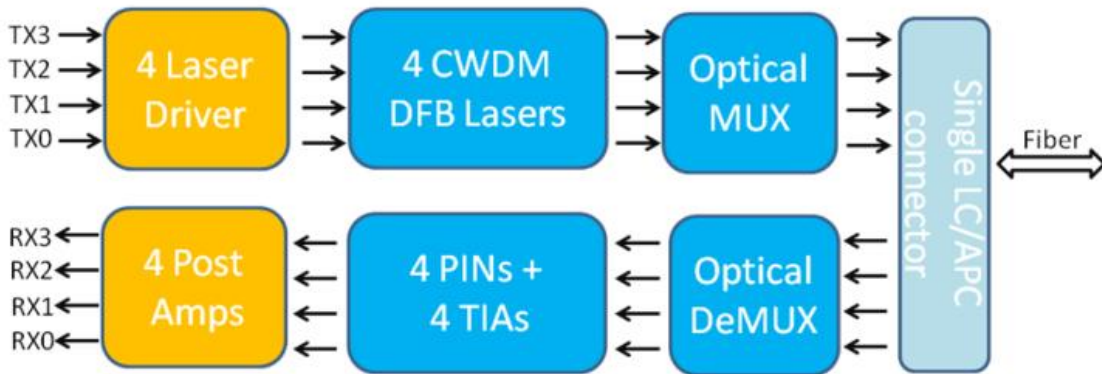 TX3
TX2
TX1
TX0
4 Laser
Driver
4 CWDM
DFB Lasers
Optical
MUX
Single LC/APC
connector
Fiber
RX3
RX2
RX1
RX0
4 Post
Amps
4 PINs +
4 TIAs
Optical
DeMUX